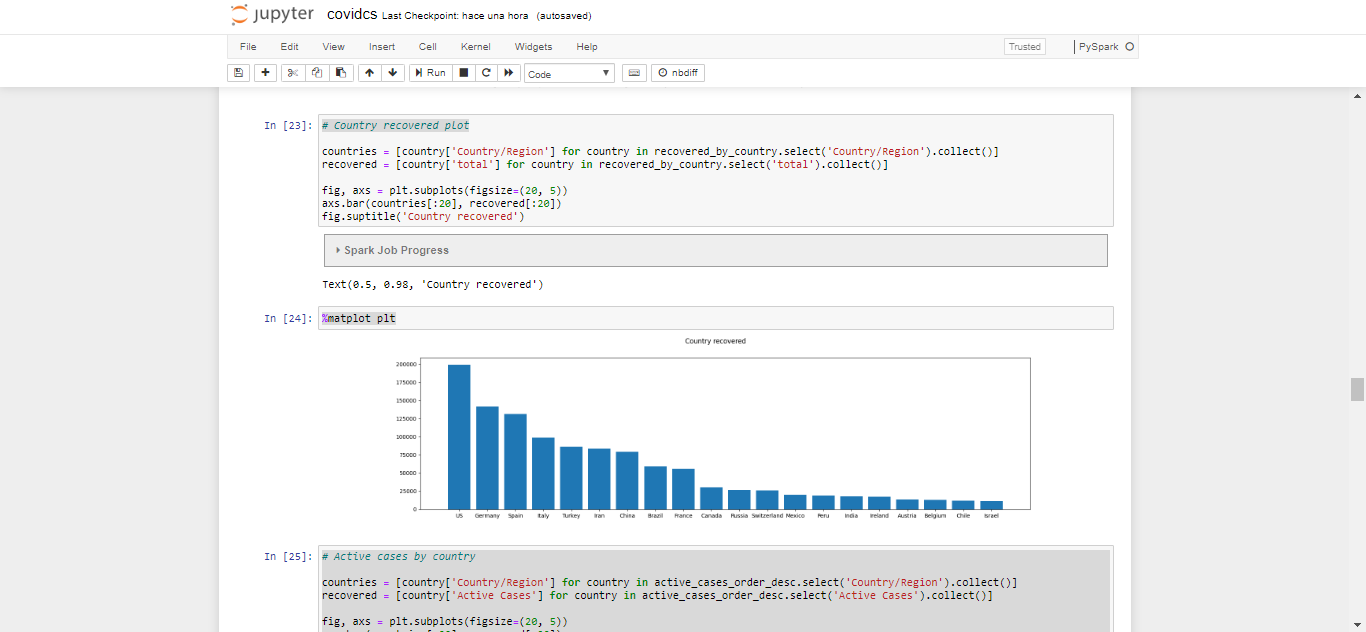 jupyter covidcs Last Checkpoint: hace una hora (autosaved)
File Edit View Insert Cell Kernel Widgets Help Trusted PySpark
Run Code nbdiff
In [23]: # Country recovered plot
countries = [country['Country/Region'] for country in recovered_by_country.select('Country/Region').collect()]
recovered = [country['total'] for country in recovered_by_country.select('total').collect()]
fig, axs = plt.subplots(figsize=(20, 5))
axs.bar(countries[:20], recovered[:20])
fig.suptitle('Country recovered')
Spark Job Progress
Text(0.5, 0.98, 'Country recovered')
In [24]: %matplot plt
Country recovered
200000
175000
150000
125000
100000
75000
50000
25000
0
US Germany Spain Italy Turkey Iran China Brazil France Canada Russia Switzerland Mexico Peru India Ireland Austria Belgium Chile Israel
In [25]: # Active cases by country
countries = [country['Country/Region'] for country in active_cases_order_desc.select('Country/Region').collect()]
recovered = [country['Active Cases'] for country in active_cases_order_desc.select('Active Cases').collect()]
fig, axs = plt.subplots(figsize=(20, 5))